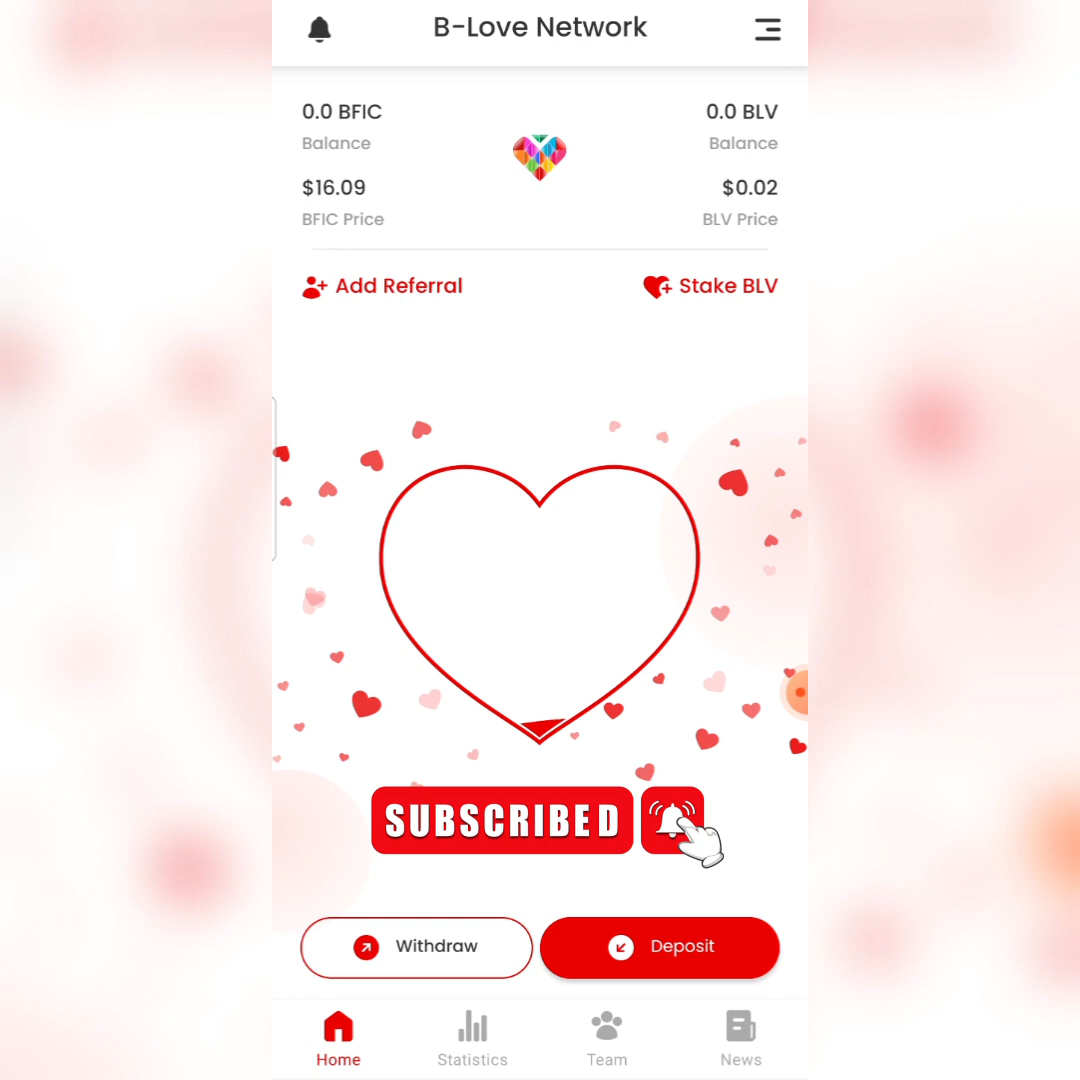 B-Love Network
0.0 BFIC
0.0 BLV
Balance
Balance
$16.09
$0.02
BFIC Price
BLV Price
Add Referral
Stake BLV
SUBSCRIBED
Withdraw
Deposit
Home
Statistics
Team
News